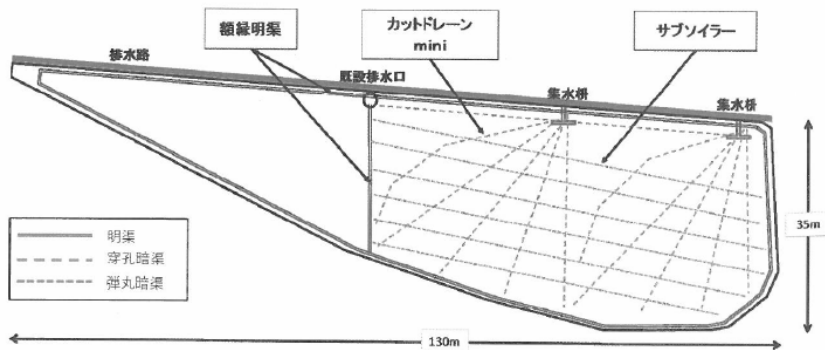 額縁明渠
カットドレーン
mini
サブソイラー
排水路
既設排水口
集水桝
集水桝
35m
明渠
穿孔暗渠
弾丸暗渠
130m